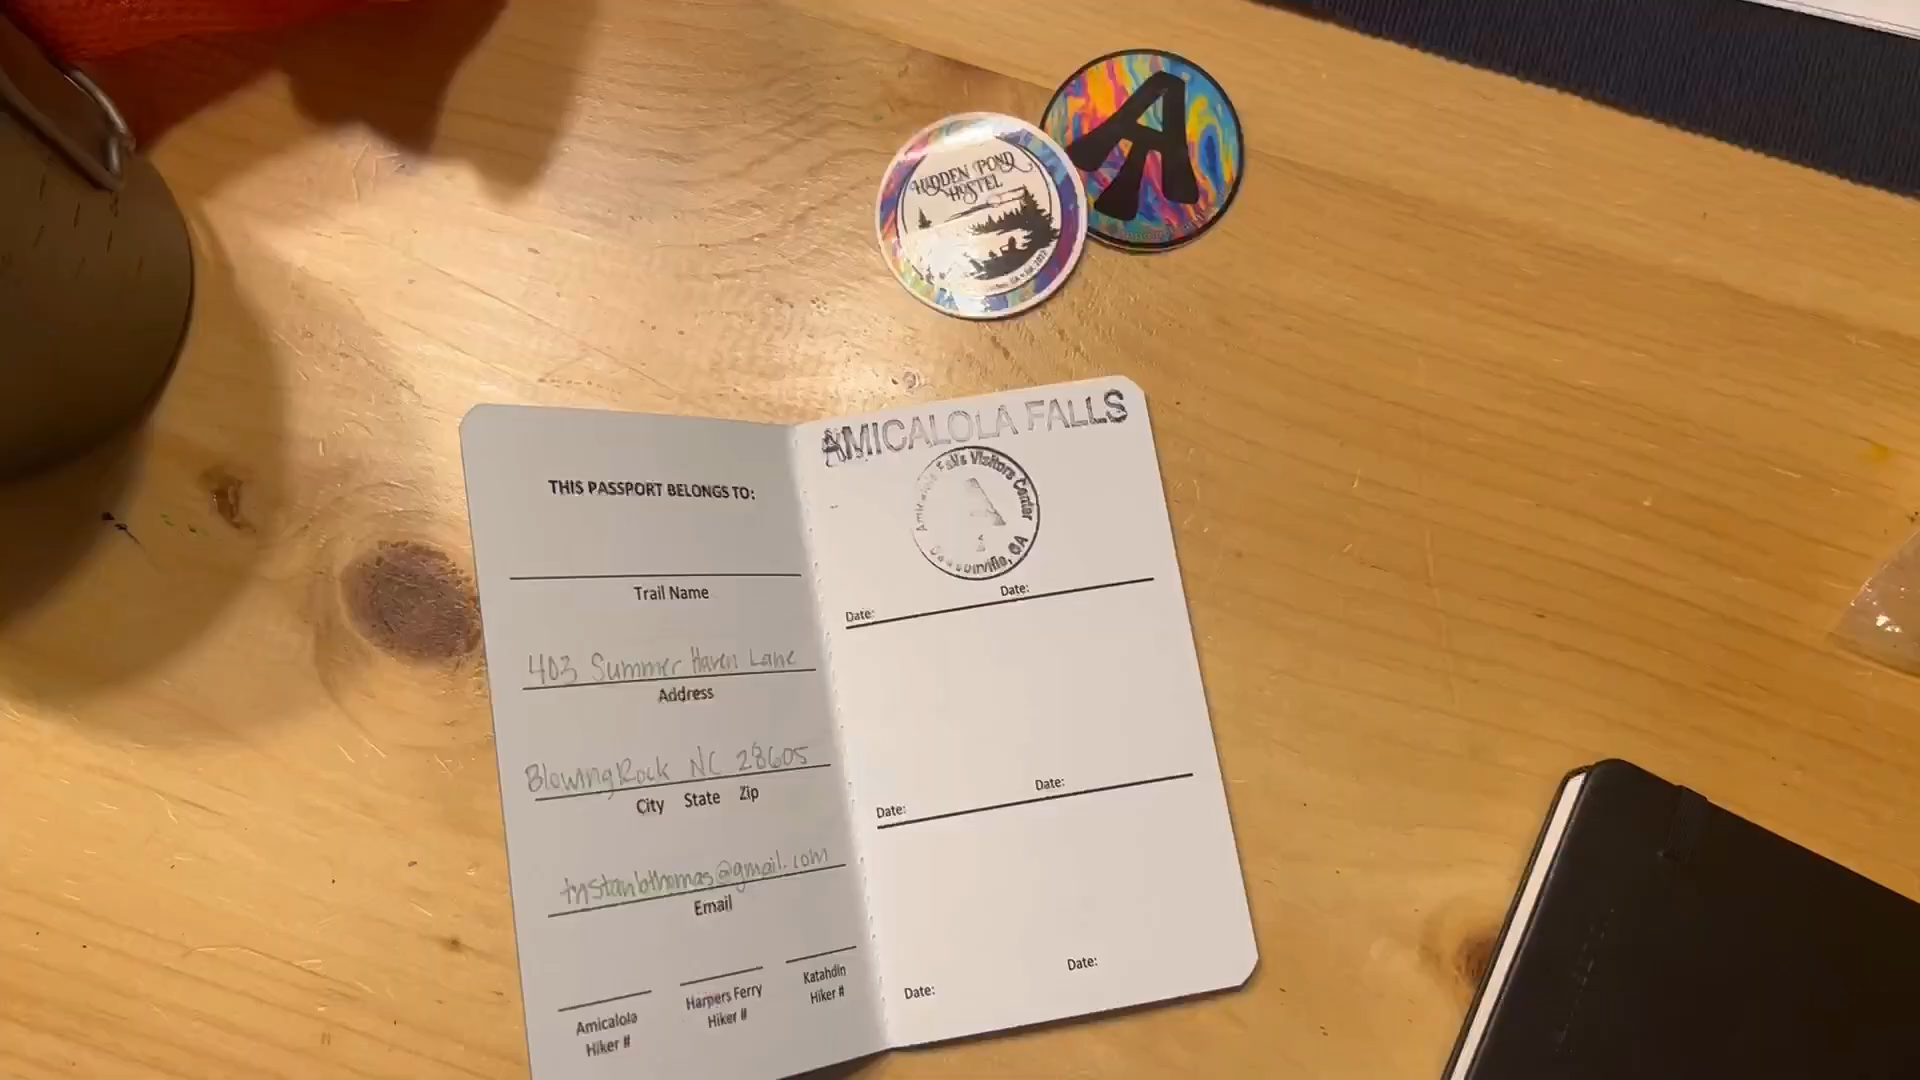 HIDDEN POND
HOSTEL
THIS PASSPORT BELONGS TO:
Trail Name
403 Summer Haven Lane
Address
Blowing Rock NC 28605
City State Zip
tristanbthomas@gmail.com
Email
Amicalola
Hiker #
Harpers Ferry
Hiker #
Katahdin
Hiker #
AMICALOLA FALLS
Falls Visitors Center
GA
Date: Date:
Date: Date:
Date: Date: